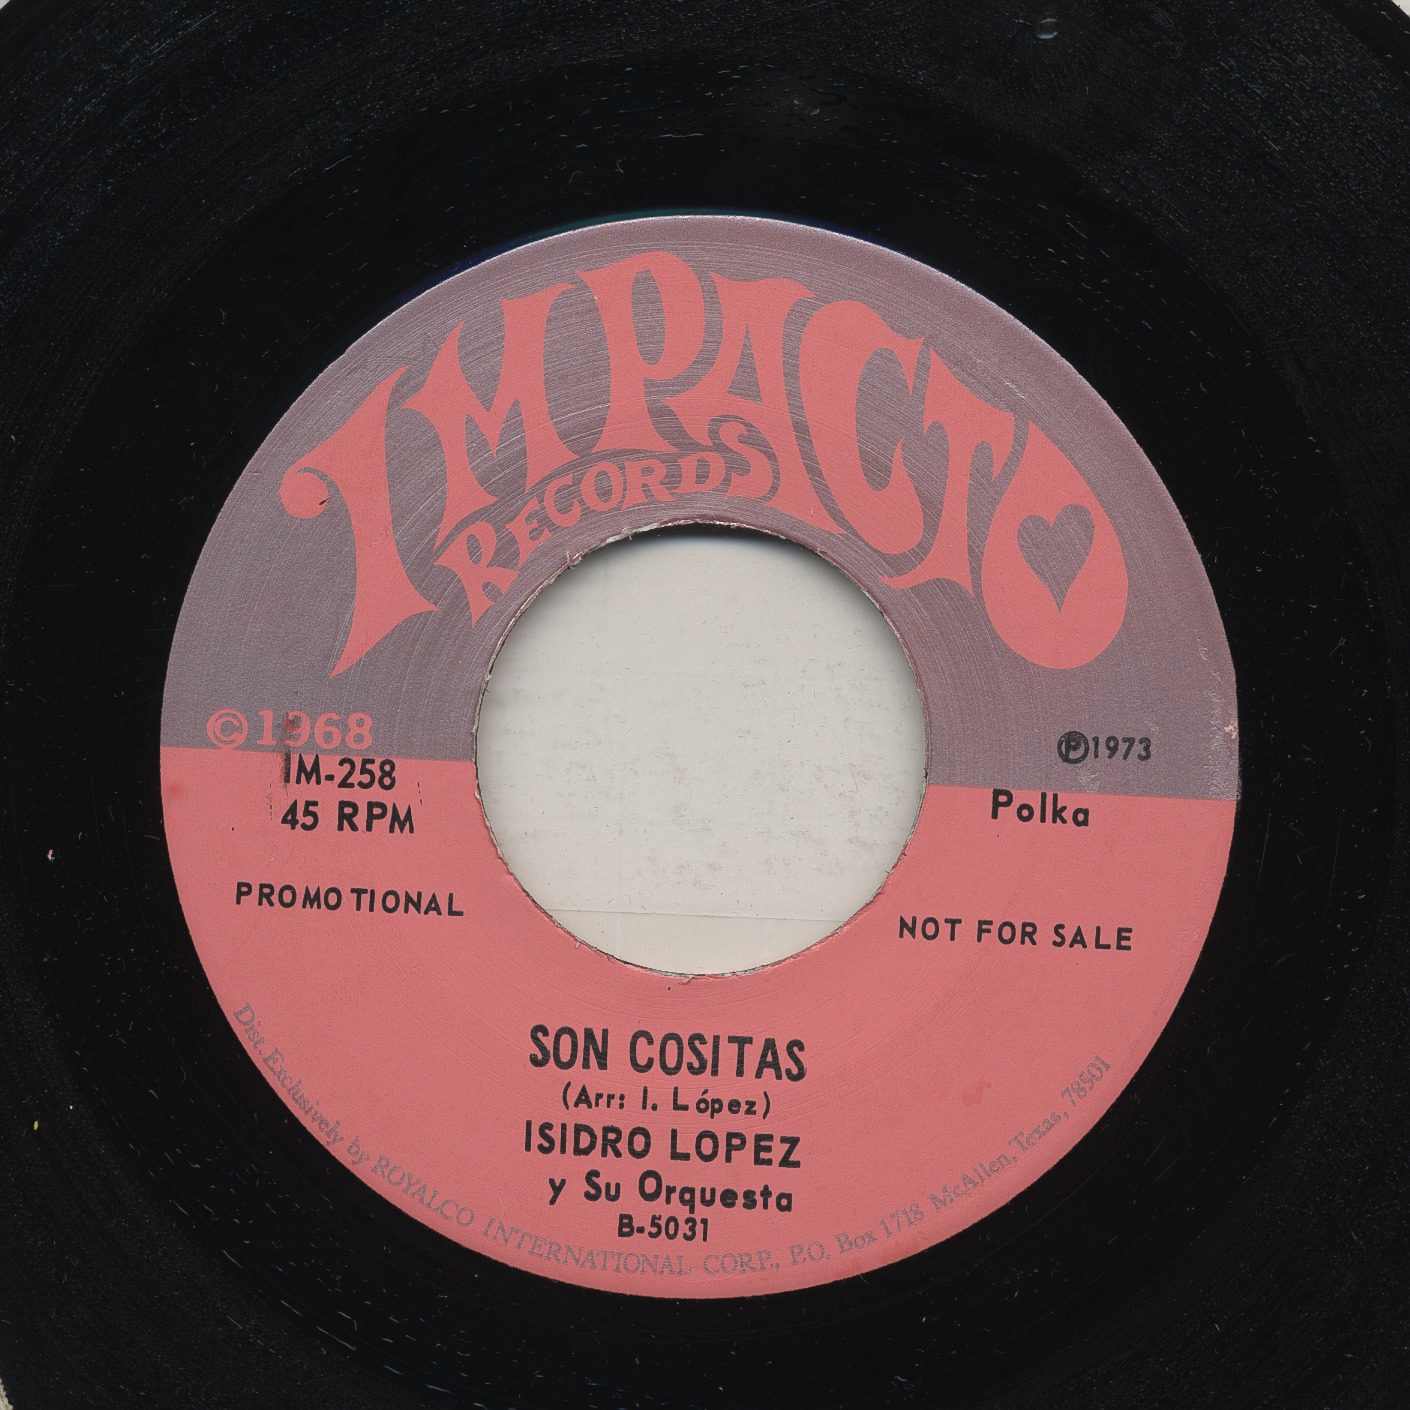 IMPACTO
RECORDS
©1968
℗1973
IM-258
45 RPM
Polka
PROMOTIONAL
NOT FOR SALE
SON COSITAS
(Arr: I. López)
ISIDRO LOPEZ
y Su Orquesta
B-5031
Dist. Exclusively by ROYALCO INTERNATIONAL CORP., P.O. Box 1718 McAllen, Texas, 78501